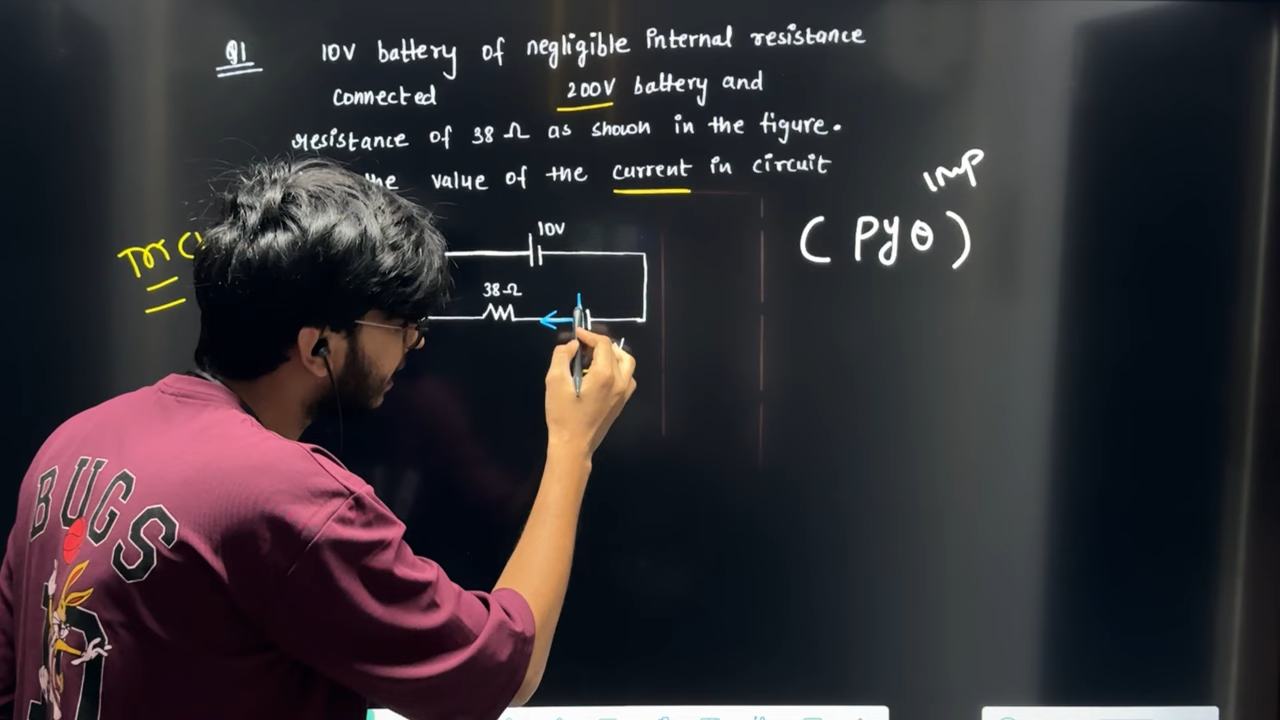 Q1 10V battery of negligible internal resistance
connected 200V battery and
resistance of 38 Ω as shown in the figure.
the value of the current in circuit
Imp
(PYQ)
10V
38 Ω
V
BUGS